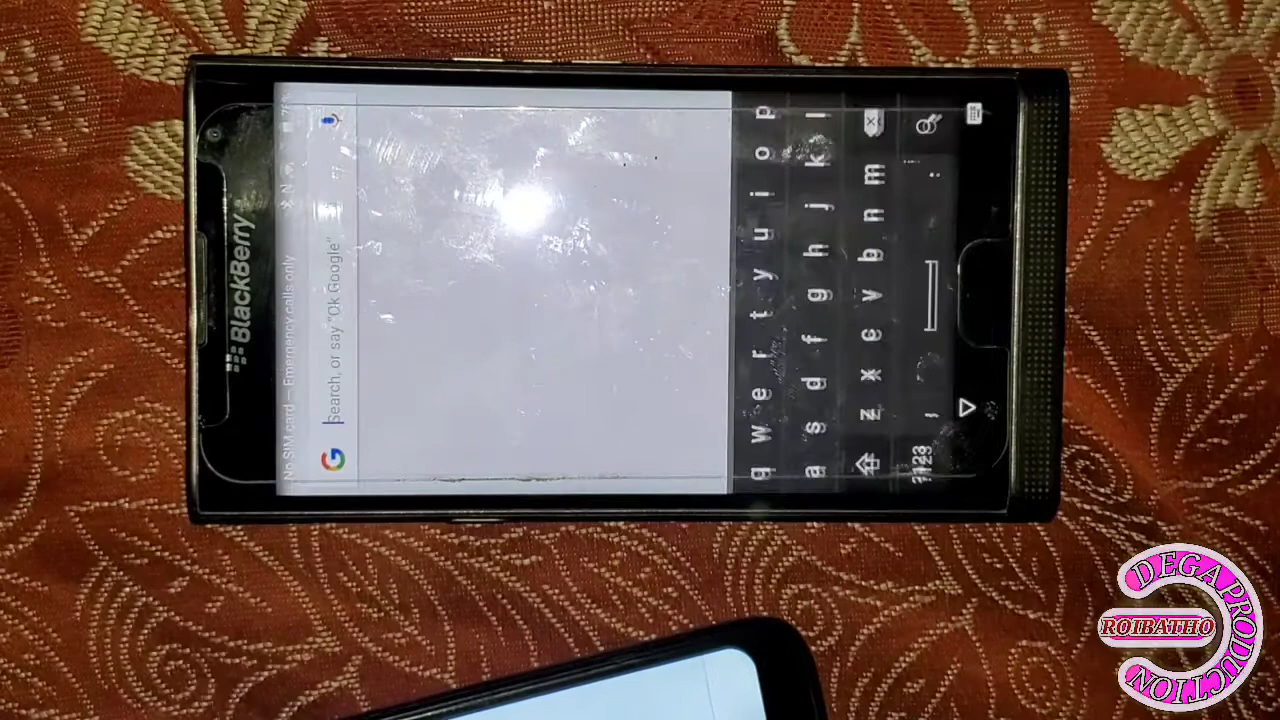 BlackBerry
No SIM card — Emergency calls only
Search, or say "Ok Google"
q w e r t y u i o p
a s d f g h j k l
z x c v b n m
?123
DEGA PRODUCTION
ROIBATHO